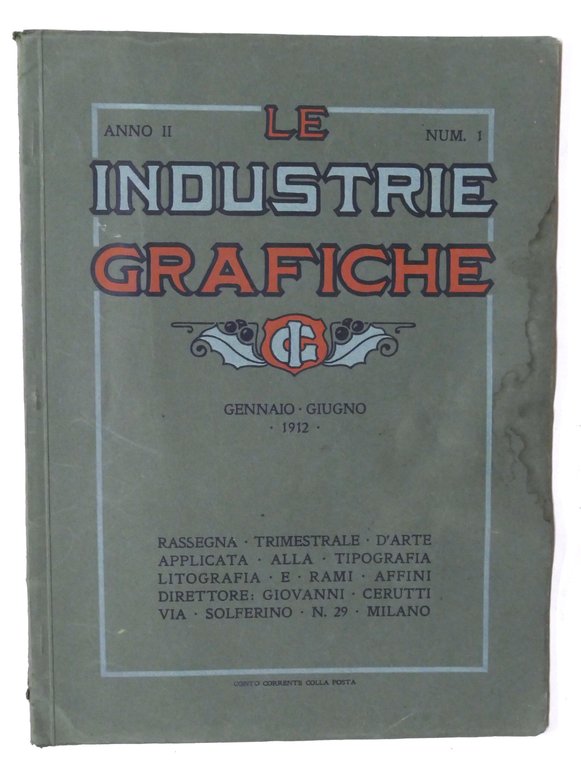 ANNO II
LE
NUM. 1
INDUSTRIE
GRAFICHE
IG
GENNAIO · GIUGNO
· 1912 ·
RASSEGNA · TRIMESTRALE · D'ARTE
APPLICATA · ALLA · TIPOGRAFIA
LITOGRAFIA · E · RAMI · AFFINI
DIRETTORE: GIOVANNI · CERUTTI
VIA · SOLFERINO · N. 29 · MILANO
CONTO CORRENTE COLLA POSTA